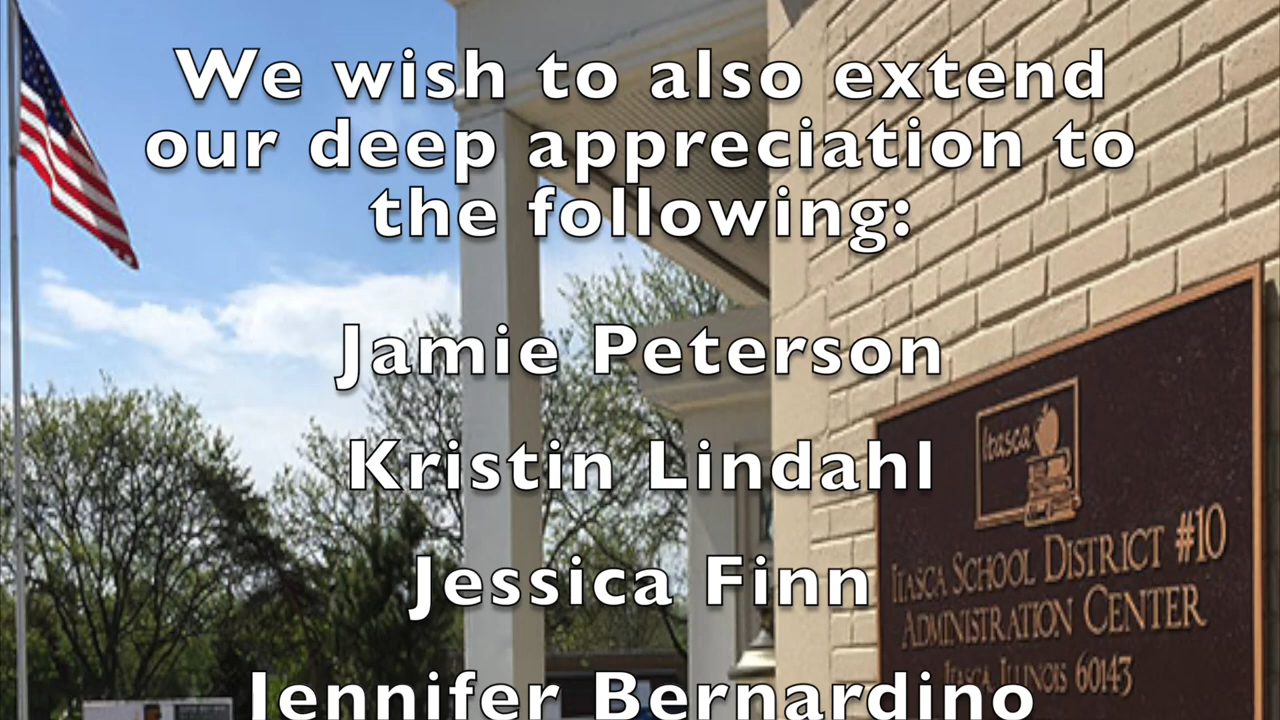 We wish to also extend
our deep appreciation to
the following:
Jamie Peterson
Kristin Lindahl
Jessica Finn
Jennifer Bernardino
Itasca
ITASCA SCHOOL DISTRICT #10
ADMINISTRATION CENTER
ITASCA, ILLINOIS 60143